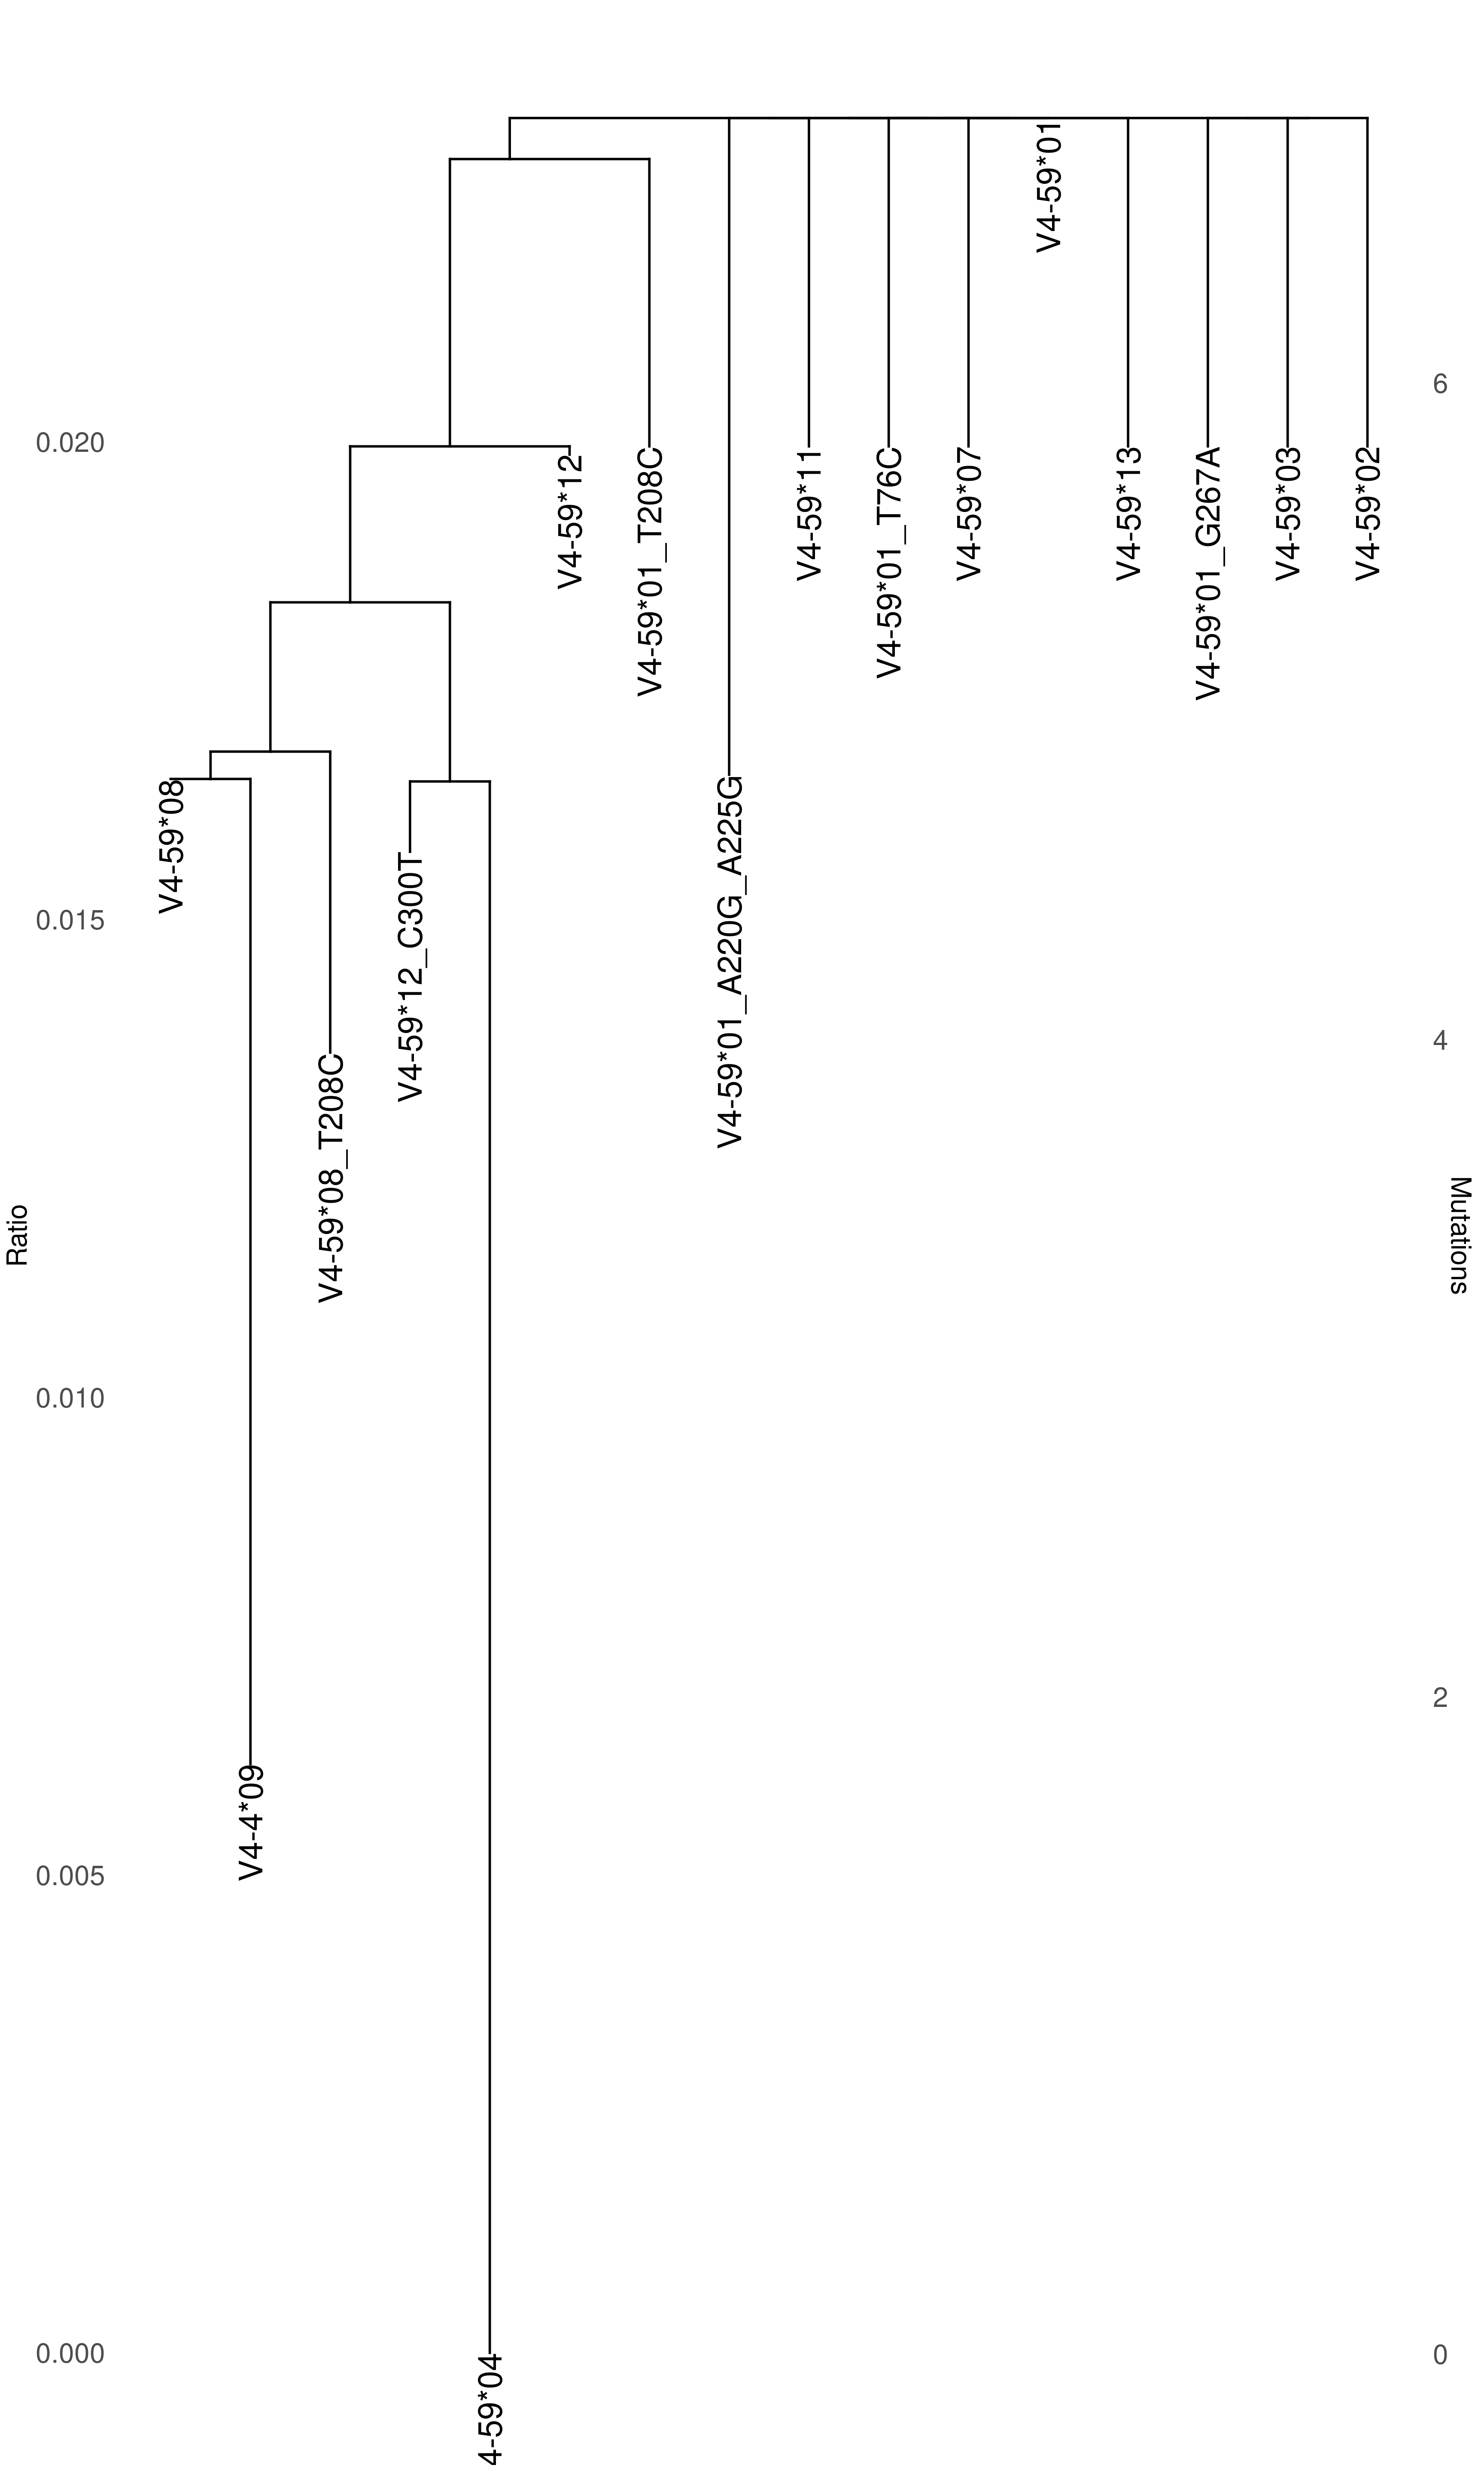 V4-59*01
6
0.020
V4-59*12
V4-59*01_T208C
V4-59*11
V4-59*01_T76C
V4-59*07
V4-59*13
V4-59*01_G267A
V4-59*03
V4-59*02
V4-59*08
V4-59*12_C300T
V4-59*01_A220G_A225G
0.015
4
V4-59*08_T208C
Ratio
Mutations
0.010
2
V4-4*09
0.005
0.000
0
4-59*04